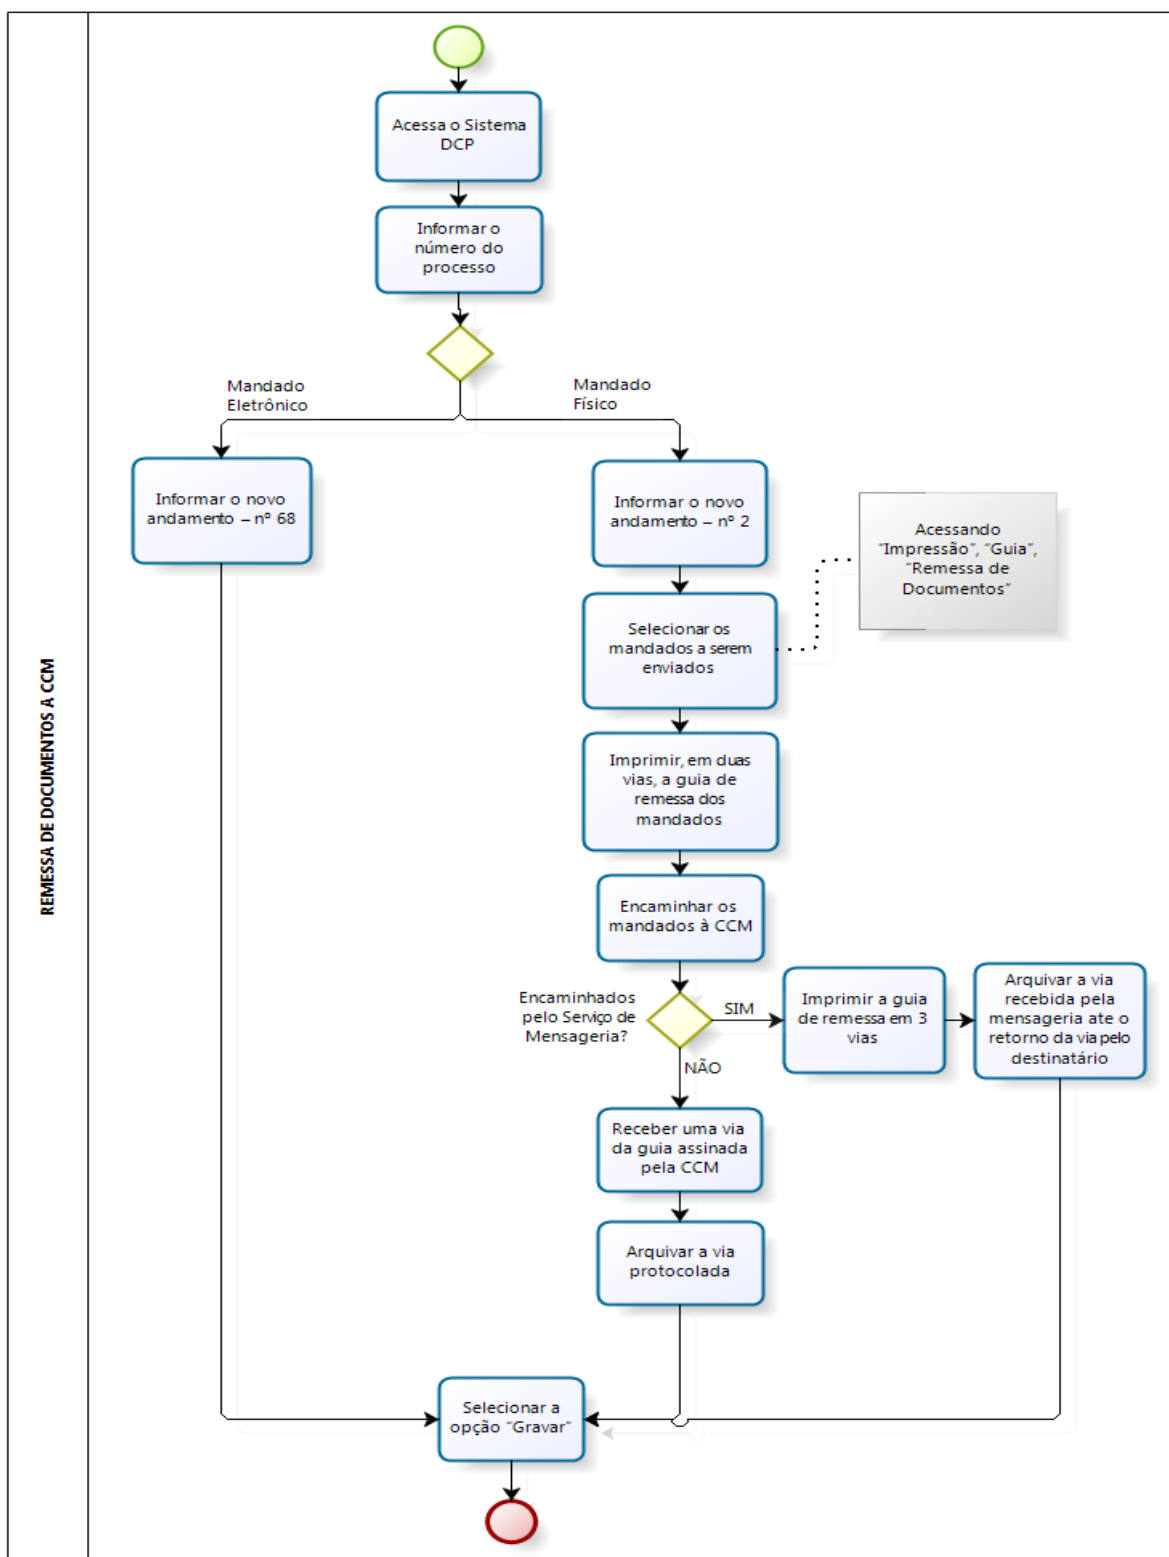 REMESSA DE DOCUMENTOS A CCM
Acessa o Sistema
DCP
Informar o
número do
processo
Mandado
Eletrônico
Mandado
Físico
Informar o novo
andamento – nº 68
Informar o novo
andamento – nº 2
Acessando
“Impressão”, “Guia”,
“Remessa de
Documentos”
Selecionar os
mandados a serem
enviados
Imprimir, em duas
vias, a guia de
remessa dos
mandados
Encaminhar os
mandados à CCM
Encaminhados
pelo Serviço de
Mensageria?
SIM
Imprimir a guia
de remessa em 3
vias
Arquivar a via
recebida pela
mensageria ate o
retorno da via pelo
destinatário
NÃO
Receber uma via
da guia assinada
pela CCM
Arquivar a via
protocolada
Selecionar a
opção “Gravar”